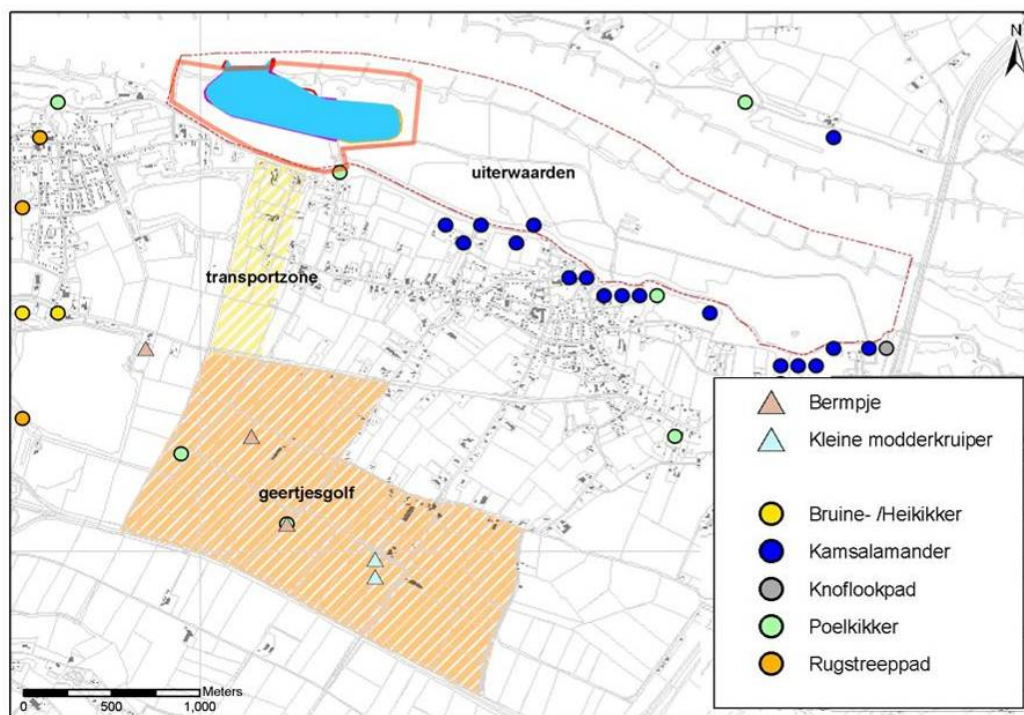 N
uiterwaarden
transportzone
geertjesgolf
Bermpje
Kleine modderkruiper
Bruine- /Heikikker
Kamsalamander
Knoflookpad
Poelkikker
Rugstreeppad
Meters
0 500 1,000